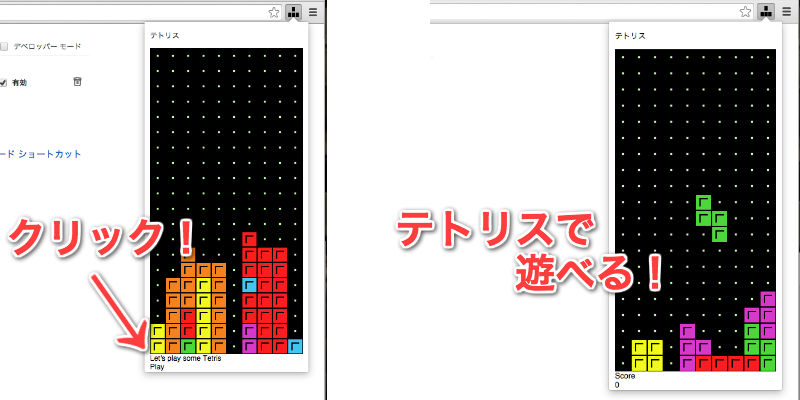 テトリス
デベロッパー モード
有効
ード ショートカット
クリック！
Let's play some Tetris
Play
テトリス
テトリスで
遊べる！
Score
0